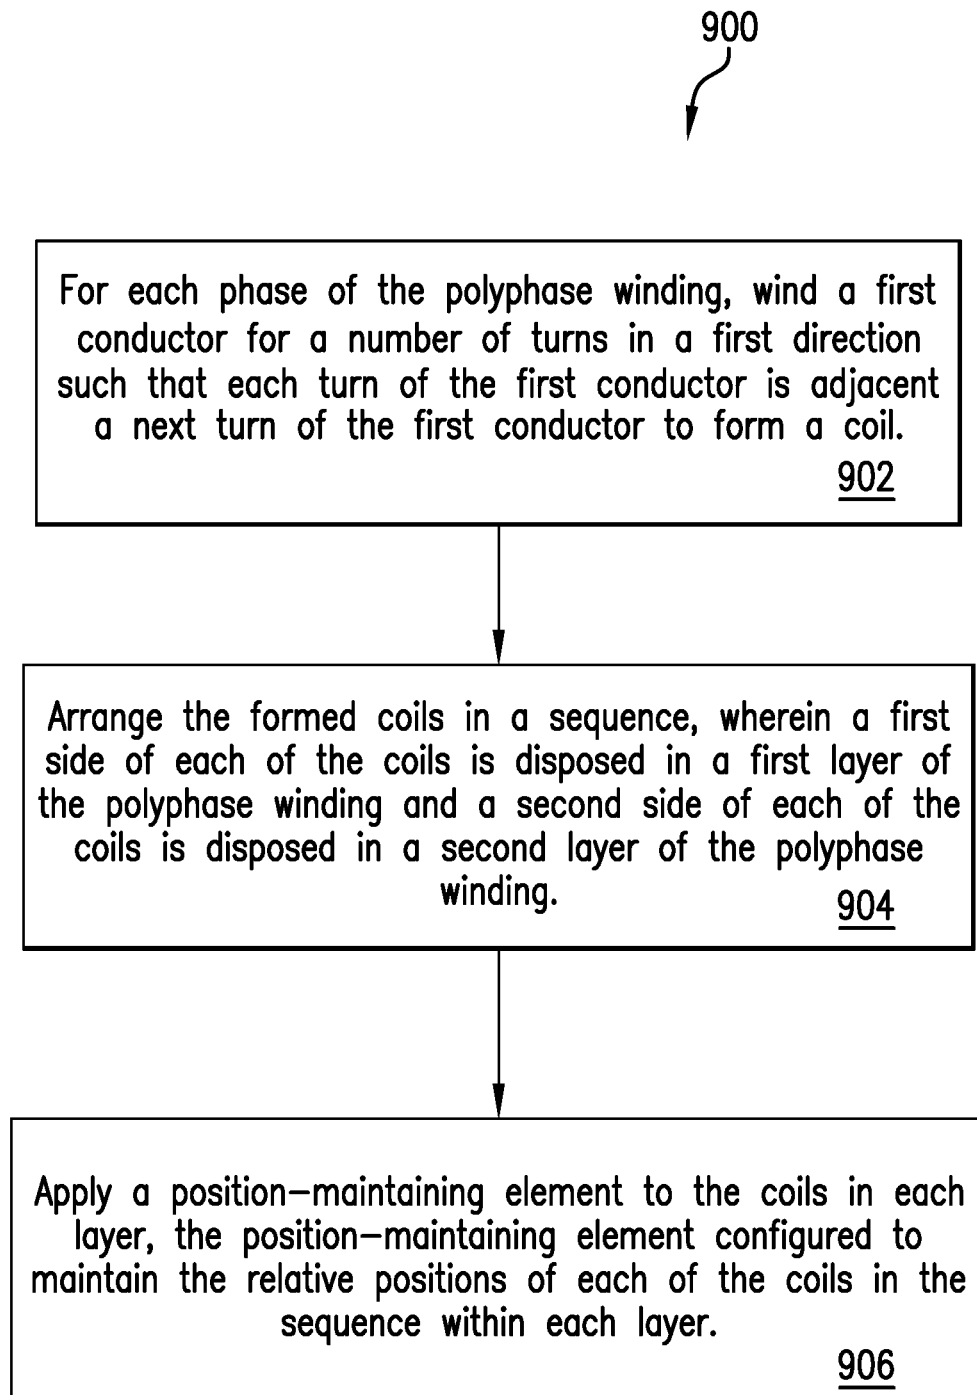 900
For each phase of the polyphase winding, wind a first
conductor for a number of turns in a first direction
such that each turn of the first conductor is adjacent
a next turn of the first conductor to form a coil.
902
Arrange the formed coils in a sequence, wherein a first
side of each of the coils is disposed in a first layer of
the polyphase winding and a second side of each of the
coils is disposed in a second layer of the polyphase
winding.
904
Apply a position-maintaining element to the coils in each
layer, the position-maintaining element configured to
maintain the relative positions of each of the coils in the
sequence within each layer.
906